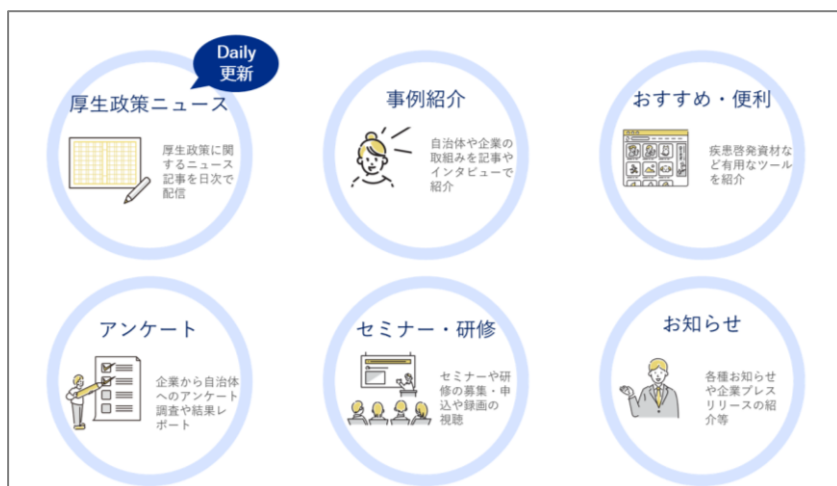 Daily
更新
厚生政策ニュース
厚生政策に関
するニュース
記事を日次で
配信
事例紹介
自治体や企業の
取組みを記事や
インタビューで
紹介
おすすめ・便利
疾患啓発資材な
ど有用なツール
を紹介
アンケート
企業から自治体
へのアンケート
調査や結果レ
ポート
セミナー・研修
セミナーや研
修の募集・申
込や録画の
視聴
お知らせ
各種お知らせ
や企業プレス
リリースの紹
介等